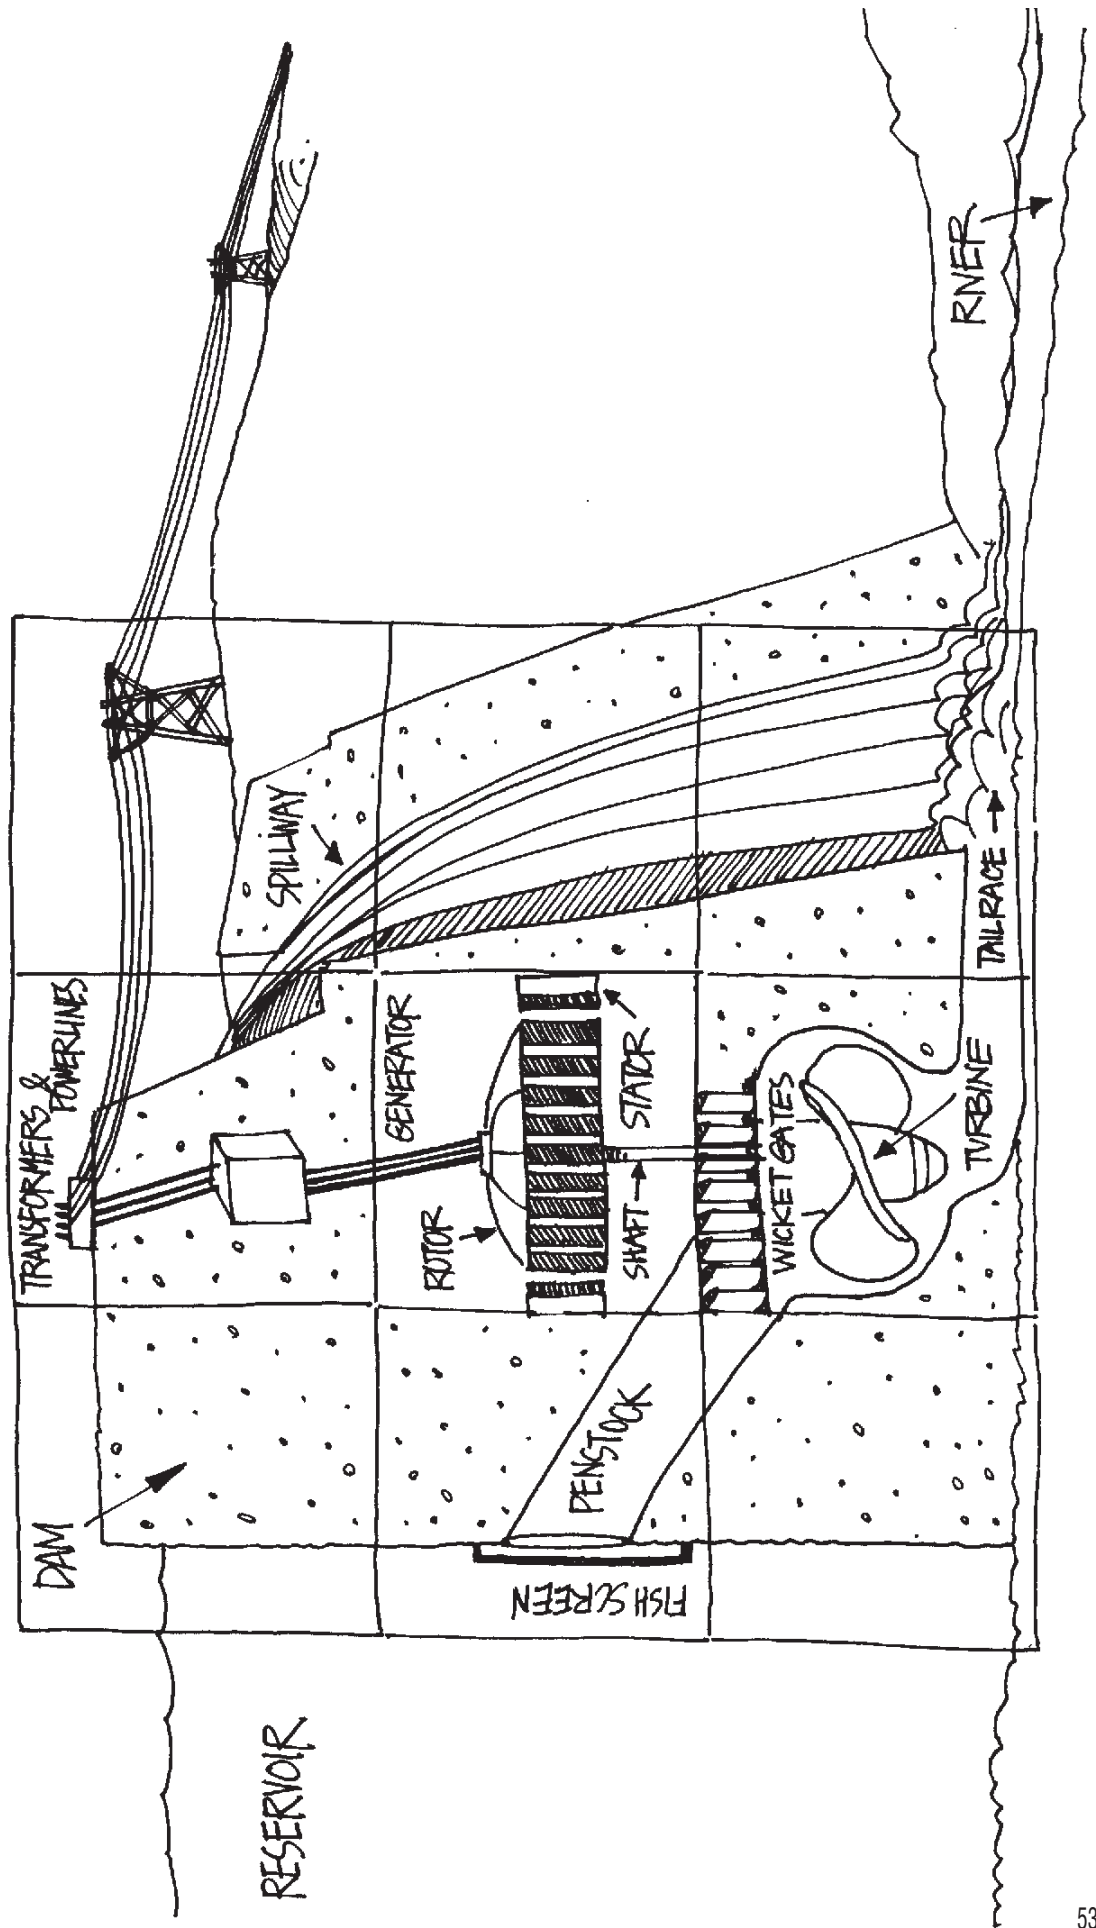 TRANSFORMERS &
POWERLINES
DAM
SPILLWAY
GENERATOR
ROTOR
STATOR
SHAFT
PENSTOCK
FISH SCREEN
WICKET GATES
TURBINE
TAILRACE
RIVER
RESERVOIR
53